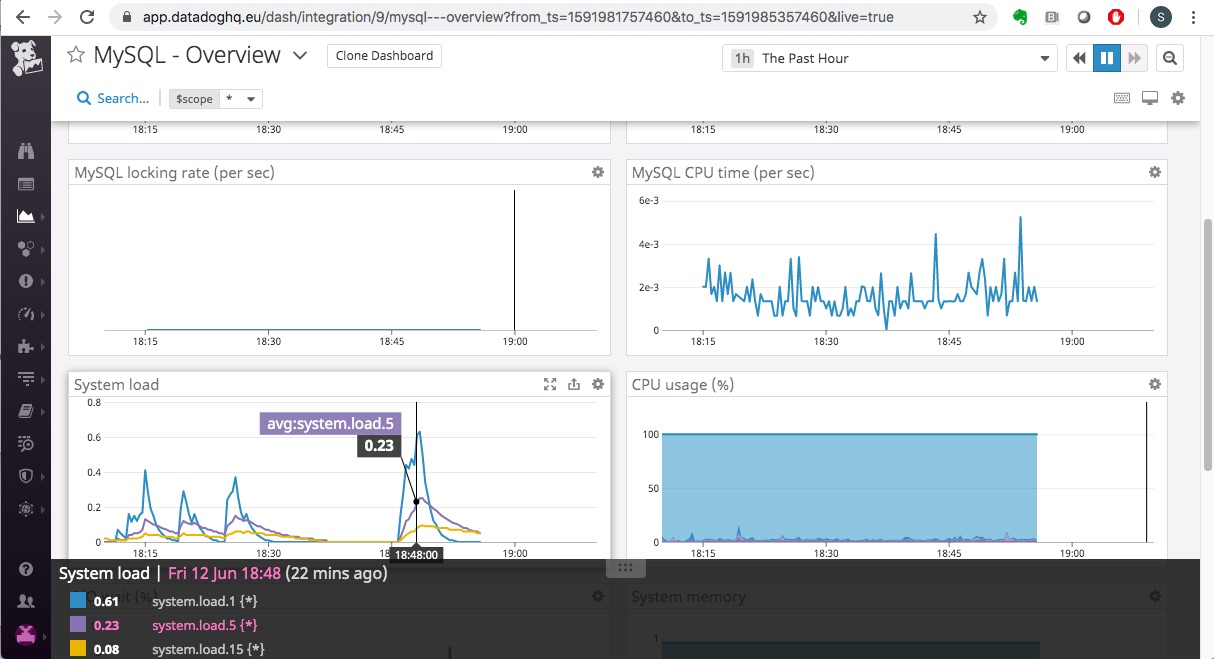 app.datadoghq.eu/dash/integration/9/mysql---overview?from_ts=1591981757460&to_ts=1591985357460&live=true
S
MySQL - Overview
Clone Dashboard
1h The Past Hour
Search...
$scope *
18:15 18:30 18:45 19:00
18:15 18:30 18:45 19:00
MySQL locking rate (per sec)
18:15 18:30 18:45 19:00
MySQL CPU time (per sec)
6e-3
4e-3
2e-3
0
18:15 18:30 18:45 19:00
System load
0.8
0.6
0.4
0.2
0
avg:system.load.5
0.23
18:15 18:30 18 19:00
18:48:00
CPU usage (%)
100
50
0
18:15 18:30 18:45 19:00
System load | Fri 12 Jun 18:48 (22 mins ago)
0.61 system.load.1 {*}
0.23 system.load.5 {*}
0.08 system.load.15 {*}
wait (%)
System memory
1